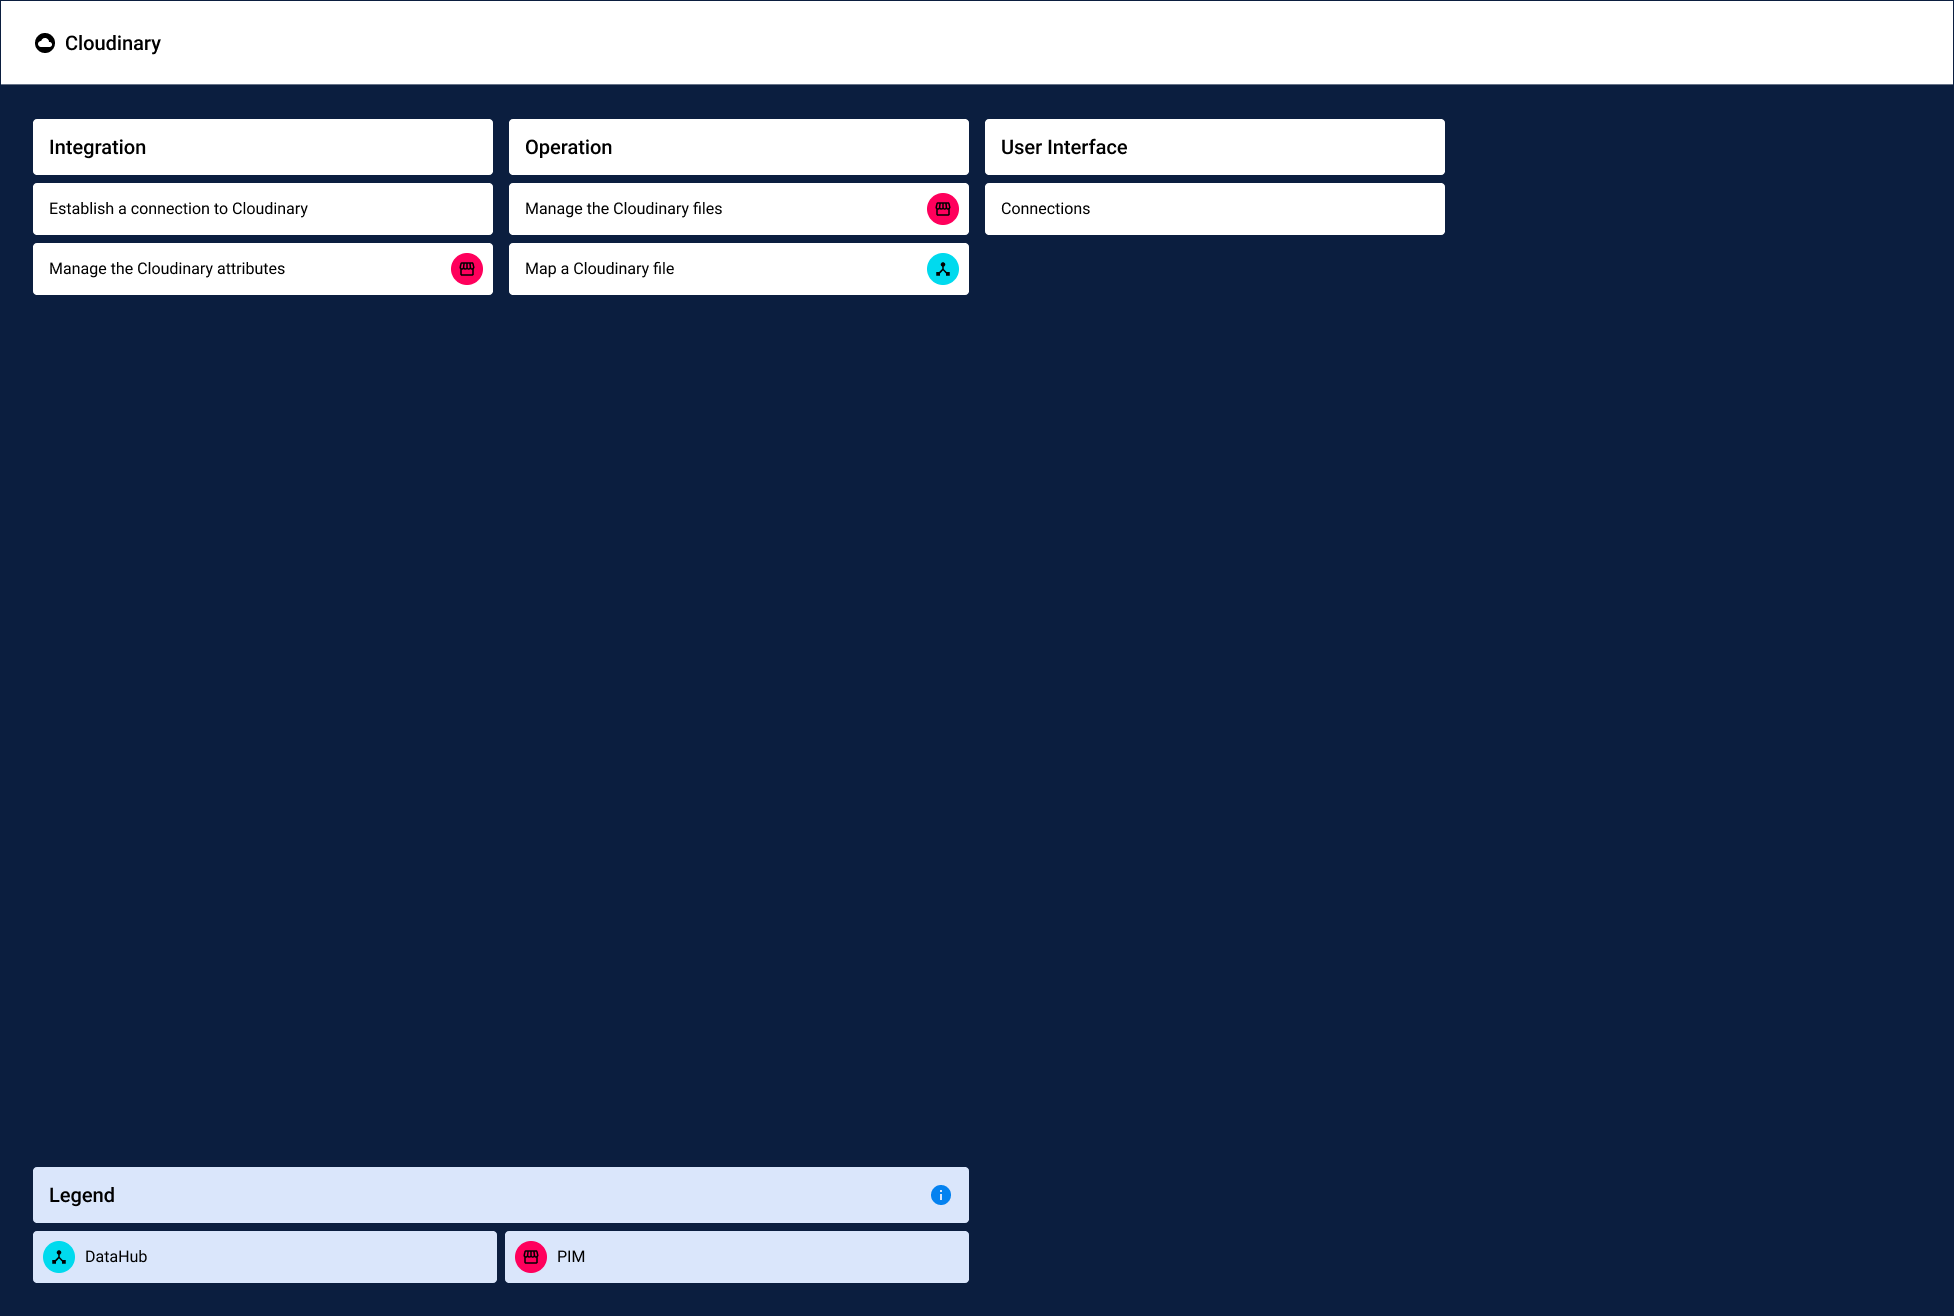 Cloudinary
Integration
Establish a connection to Cloudinary
Manage the Cloudinary attributes
Operation
Manage the Cloudinary files
Map a Cloudinary file
User Interface
Connections
Legend
DataHub
PIM